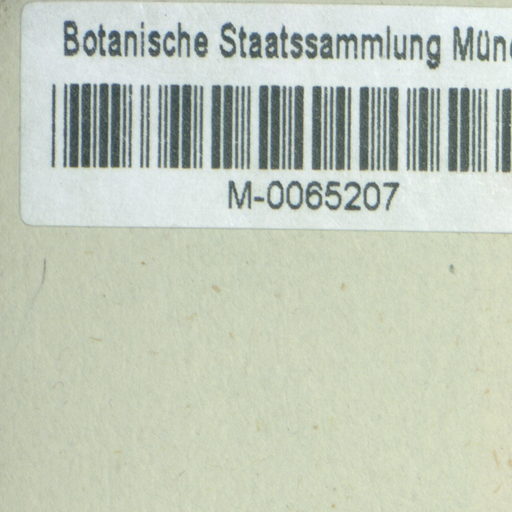 Botanische Staatssammlung Mün
M-0065207